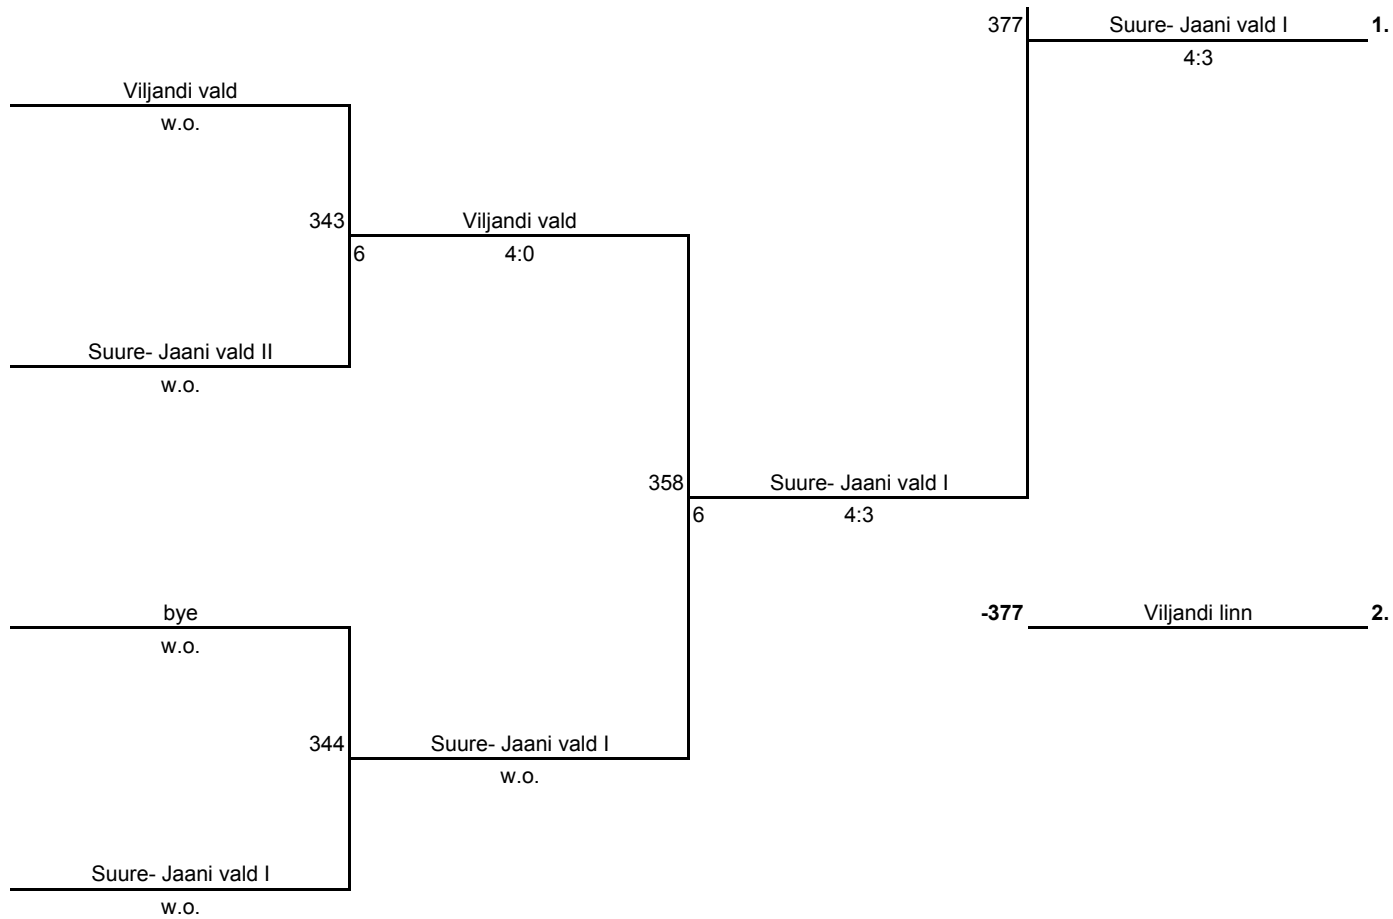 377 Suure- Jaani vald I 1.
4:3
Viljandi vald
w.o.
343 Viljandi vald
6 4:0
Suure- Jaani vald II
w.o.
358 Suure- Jaani vald I
6 4:3
bye
w.o.
-377 Viljandi linn 2.
344 Suure- Jaani vald I
w.o.
Suure- Jaani vald I
w.o.